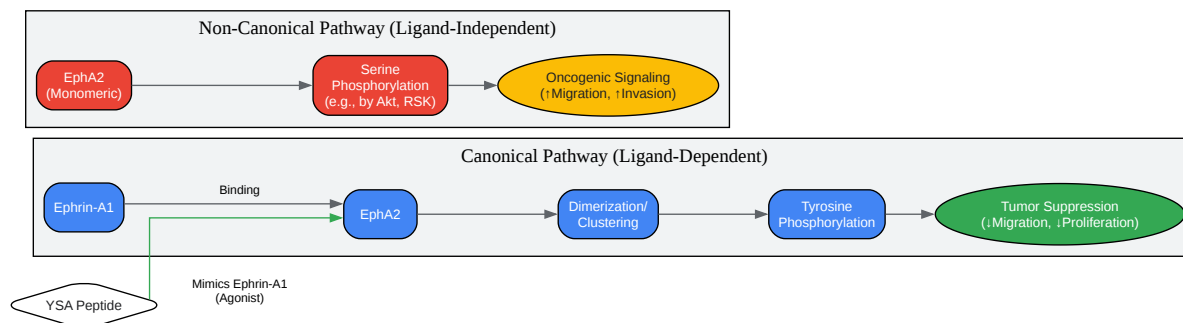 Non-Canonical Pathway (Ligand-Independent)
EphA2
(Monomeric)
Serine
Phosphorylation
(e.g., by Akt, RSK)
Oncogenic Signaling
(↑Migration, ↑Invasion)
Canonical Pathway (Ligand-Dependent)
Ephrin-A1
Binding
EphA2
Dimerization/
Clustering
Tyrosine
Phosphorylation
Tumor Suppression
(↓Migration, ↓Proliferation)
YSA Peptide
Mimics Ephrin-A1
(Agonist)